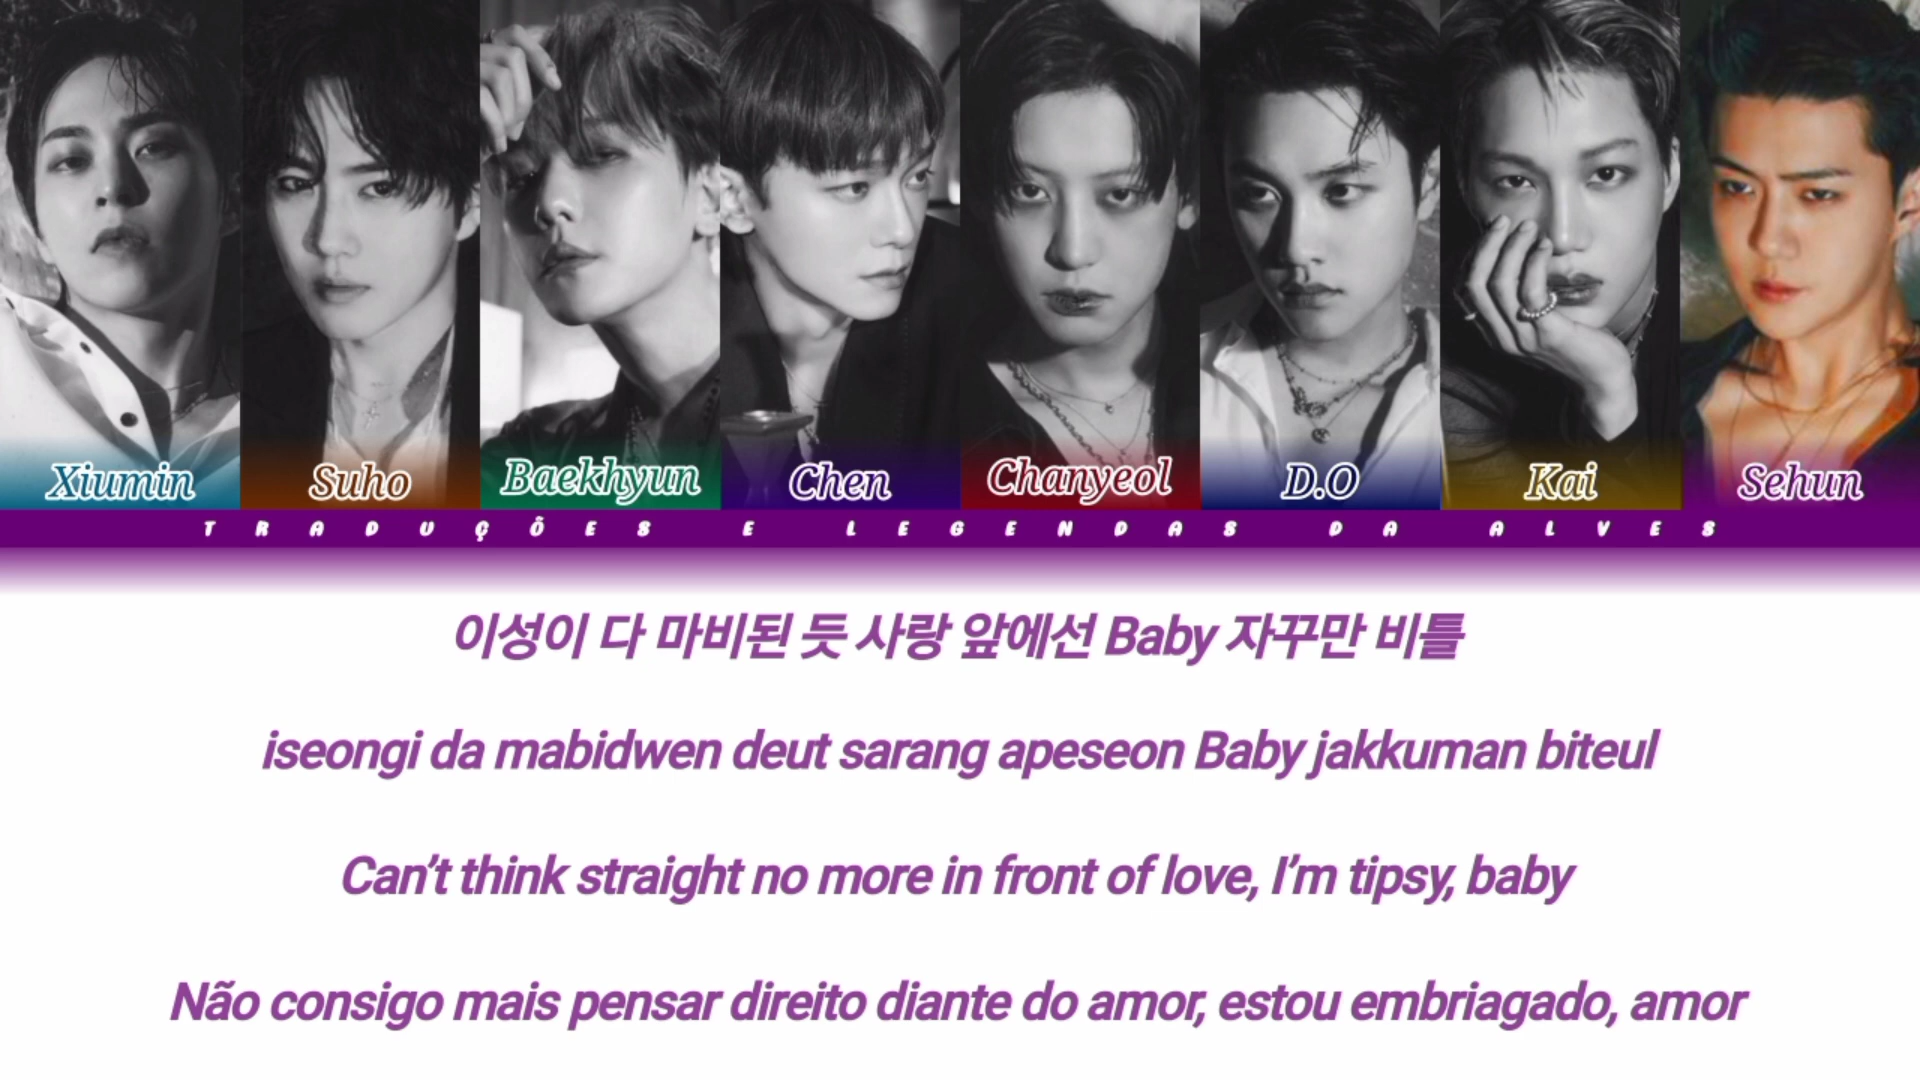 Xiumin Suho Baekhyun Chen Chanyeol D.O Kai Sehun
TRADUÇÕES E LEGENDAS DA ALVES
이성이 다 마비된 듯 사랑 앞에선 Baby 자꾸만 비틀
iseongi da mabidwen deut sarang apeseon Baby jakkuman biteul
Can’t think straight no more in front of love, I’m tipsy, baby
Não consigo mais pensar direito diante do amor, estou embriagado, amor